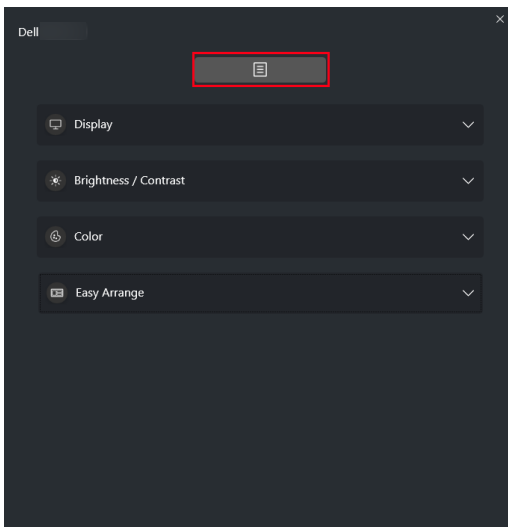 Dell
Display
Brightness / Contrast
Color
Easy Arrange